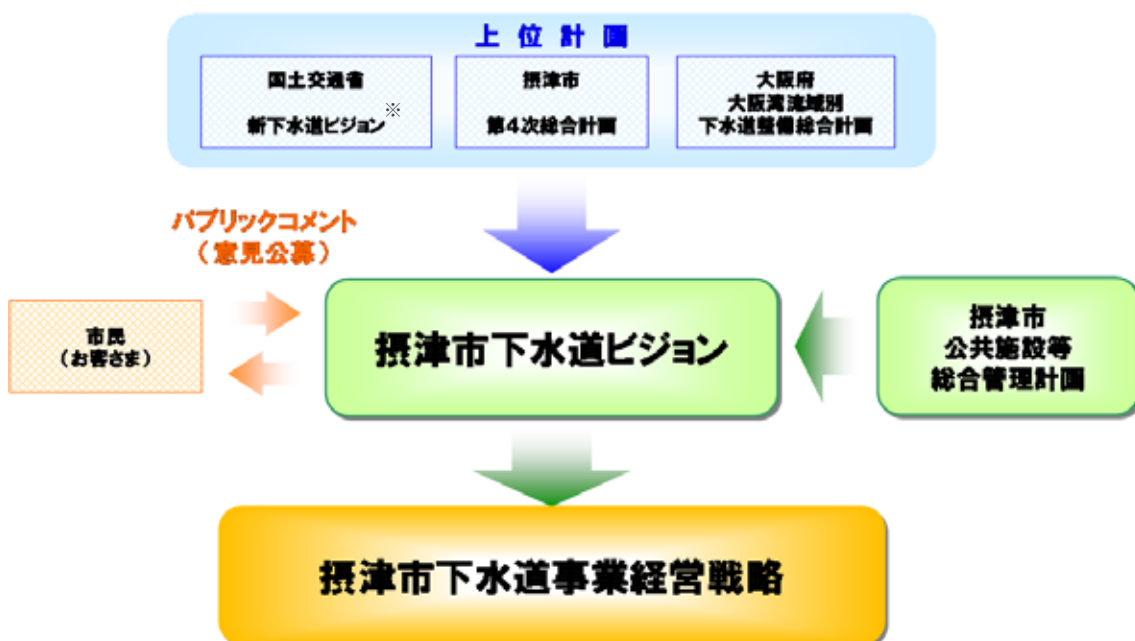 上位計画
国土交通省
新下水道ビジョン※
摂津市
第4次総合計画
大阪府
大阪湾流域別
下水道整備総合計画
パブリックコメント
（意見公募）
市民
（お客さま）
摂津市下水道ビジョン
摂津市
公共施設等
総合管理計画
摂津市下水道事業経営戦略